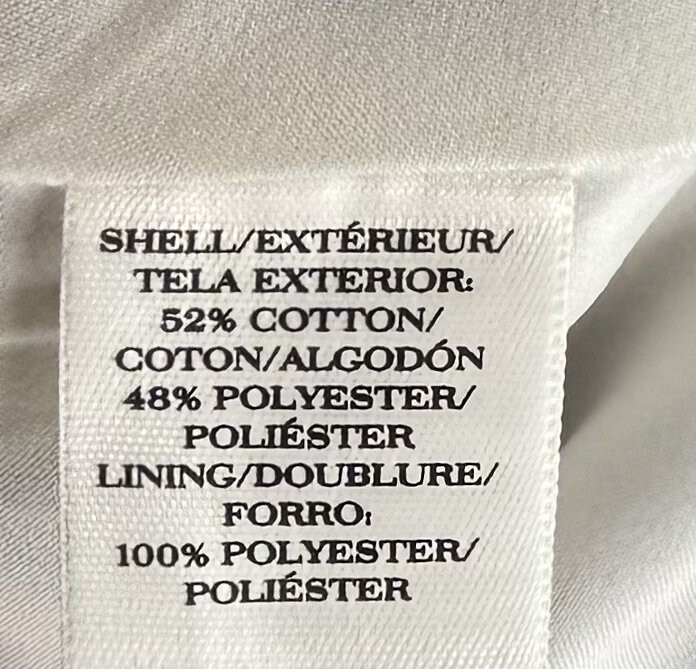 SHELL/EXTÉRIEUR/
TELA EXTERIOR:
52% COTTON/
COTON/ALGODÓN
48% POLYESTER/
POLIÉSTER
LINING/DOUBLURE/
FORRO:
100% POLYESTER/
POLIÉSTER